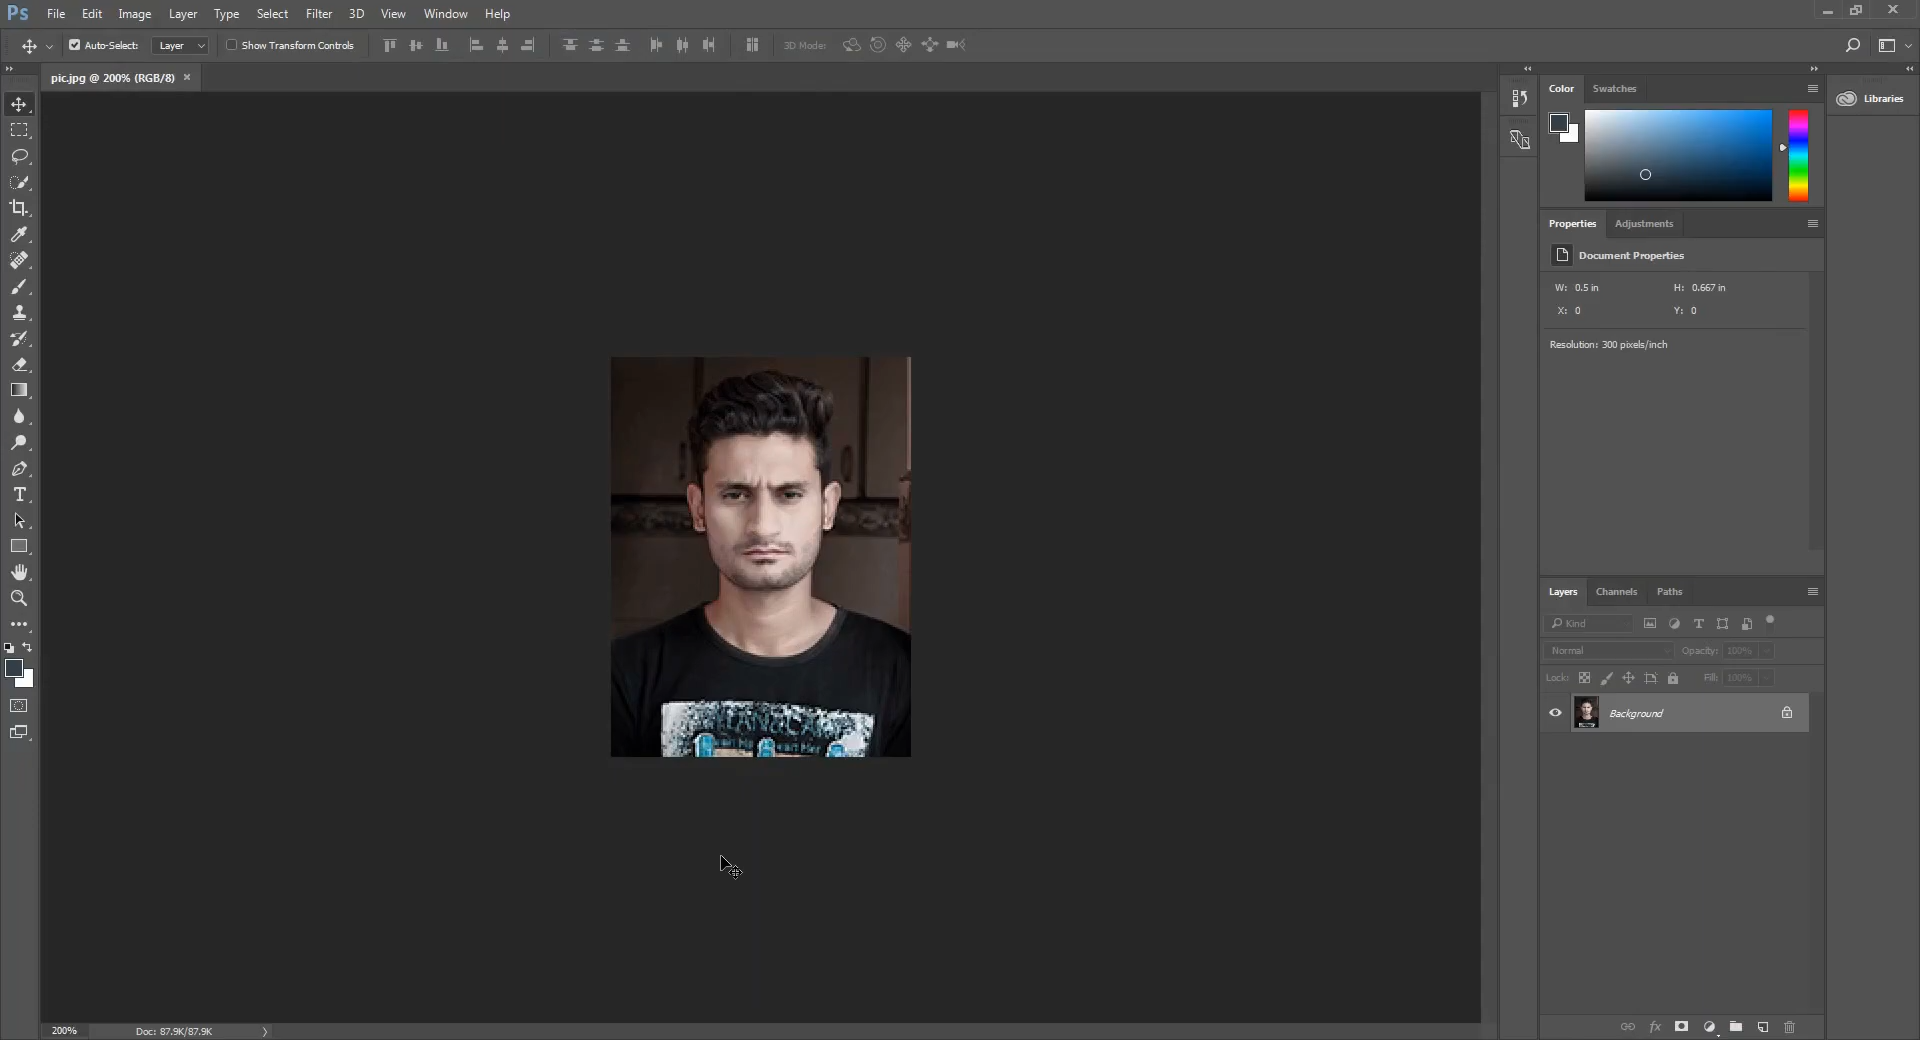 Ps File Edit Image Layer Type Select Filter 3D View Window Help
Auto-Select: Layer Show Transform Controls 3D Mode:
pic.jpg @ 200% (RGB/8) ×
Color Swatches
Libraries
Properties Adjustments
Document Properties
W: 0.5 in H: 0.667 in
X: 0 Y: 0
Resolution: 300 pixels/inch
Layers Channels Paths
Kind
Normal Opacity: 100%
Lock: Fill: 100%
Background
200% Doc: 87.9K/87.9K